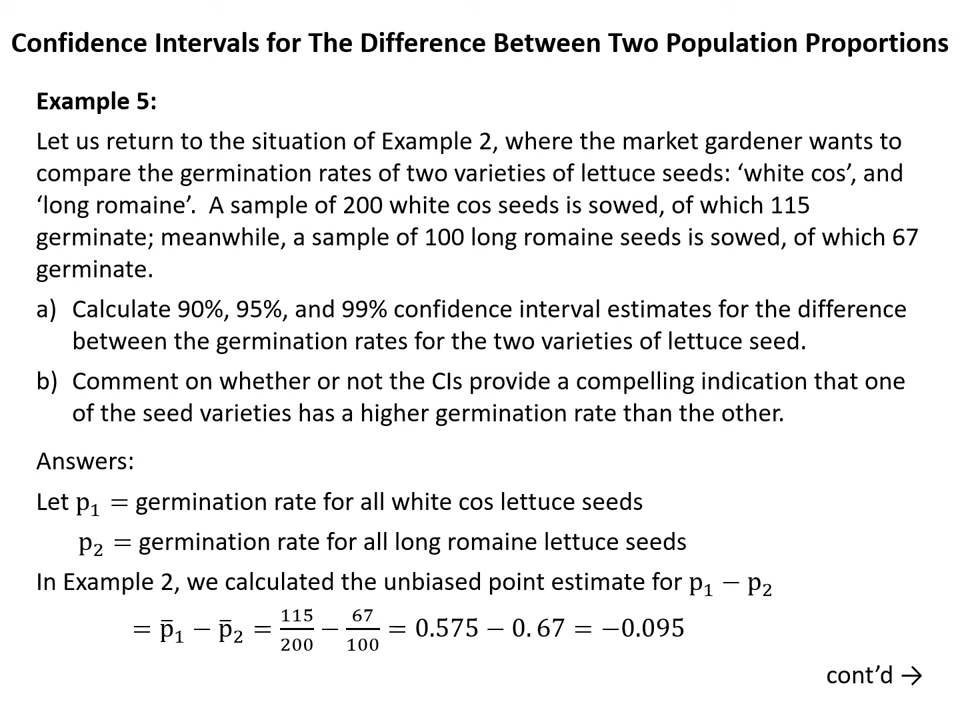 Confidence Intervals for The Difference Between Two Population Proportions
Example 5:
Let us return to the situation of Example 2, where the market gardener wants to
compare the germination rates of two varieties of lettuce seeds: ‘white cos’, and
‘long romaine’.  A sample of 200 white cos seeds is sowed, of which 115
germinate; meanwhile, a sample of 100 long romaine seeds is sowed, of which 67
germinate.
a) Calculate 90%, 95%, and 99% confidence interval estimates for the difference
between the germination rates for the two varieties of lettuce seed.
b) Comment on whether or not the CIs provide a compelling indication that one
of the seed varieties has a higher germination rate than the other.
Answers:
Let p₁ = germination rate for all white cos lettuce seeds
p₂ = germination rate for all long romaine lettuce seeds
In Example 2, we calculated the unbiased point estimate for p₁ − p₂
= p̄₁ − p̄₂ = 115/200 − 67/100 = 0.575 − 0.67 = −0.095
cont’d →